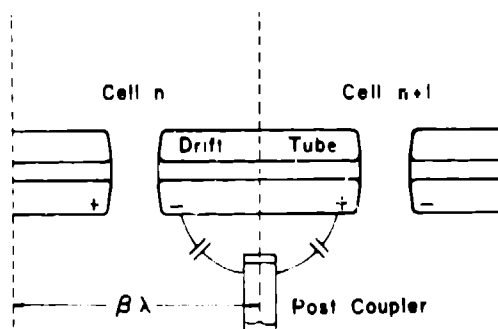 Cell n
Cell n+1
Drift Tube
+ − + −
βλ
Post Coupler